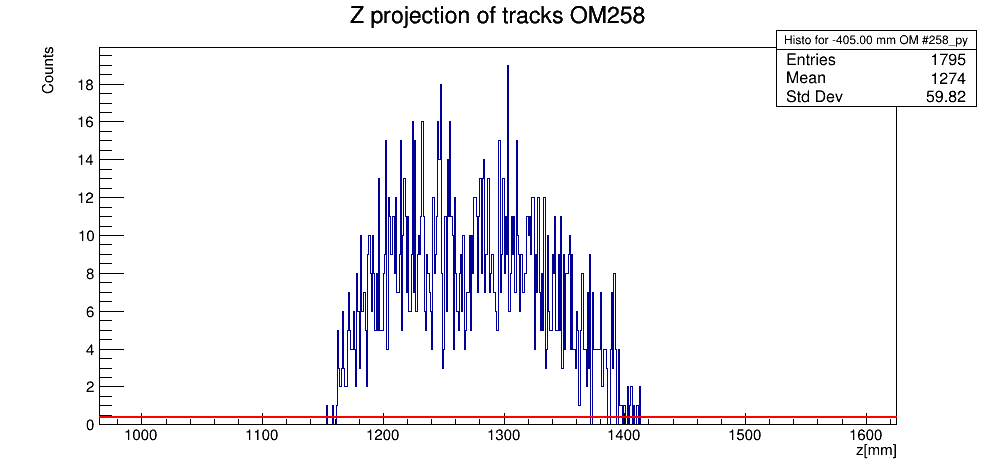 Z projection of tracks OM258
Histo for -405.00 mm OM #258_py
Entries 1795
Mean 1274
Std Dev 59.82
Counts
18
16
14
12
10
8
6
4
2
0
1000 1100 1200 1300 1400 1500 1600
z[mm]